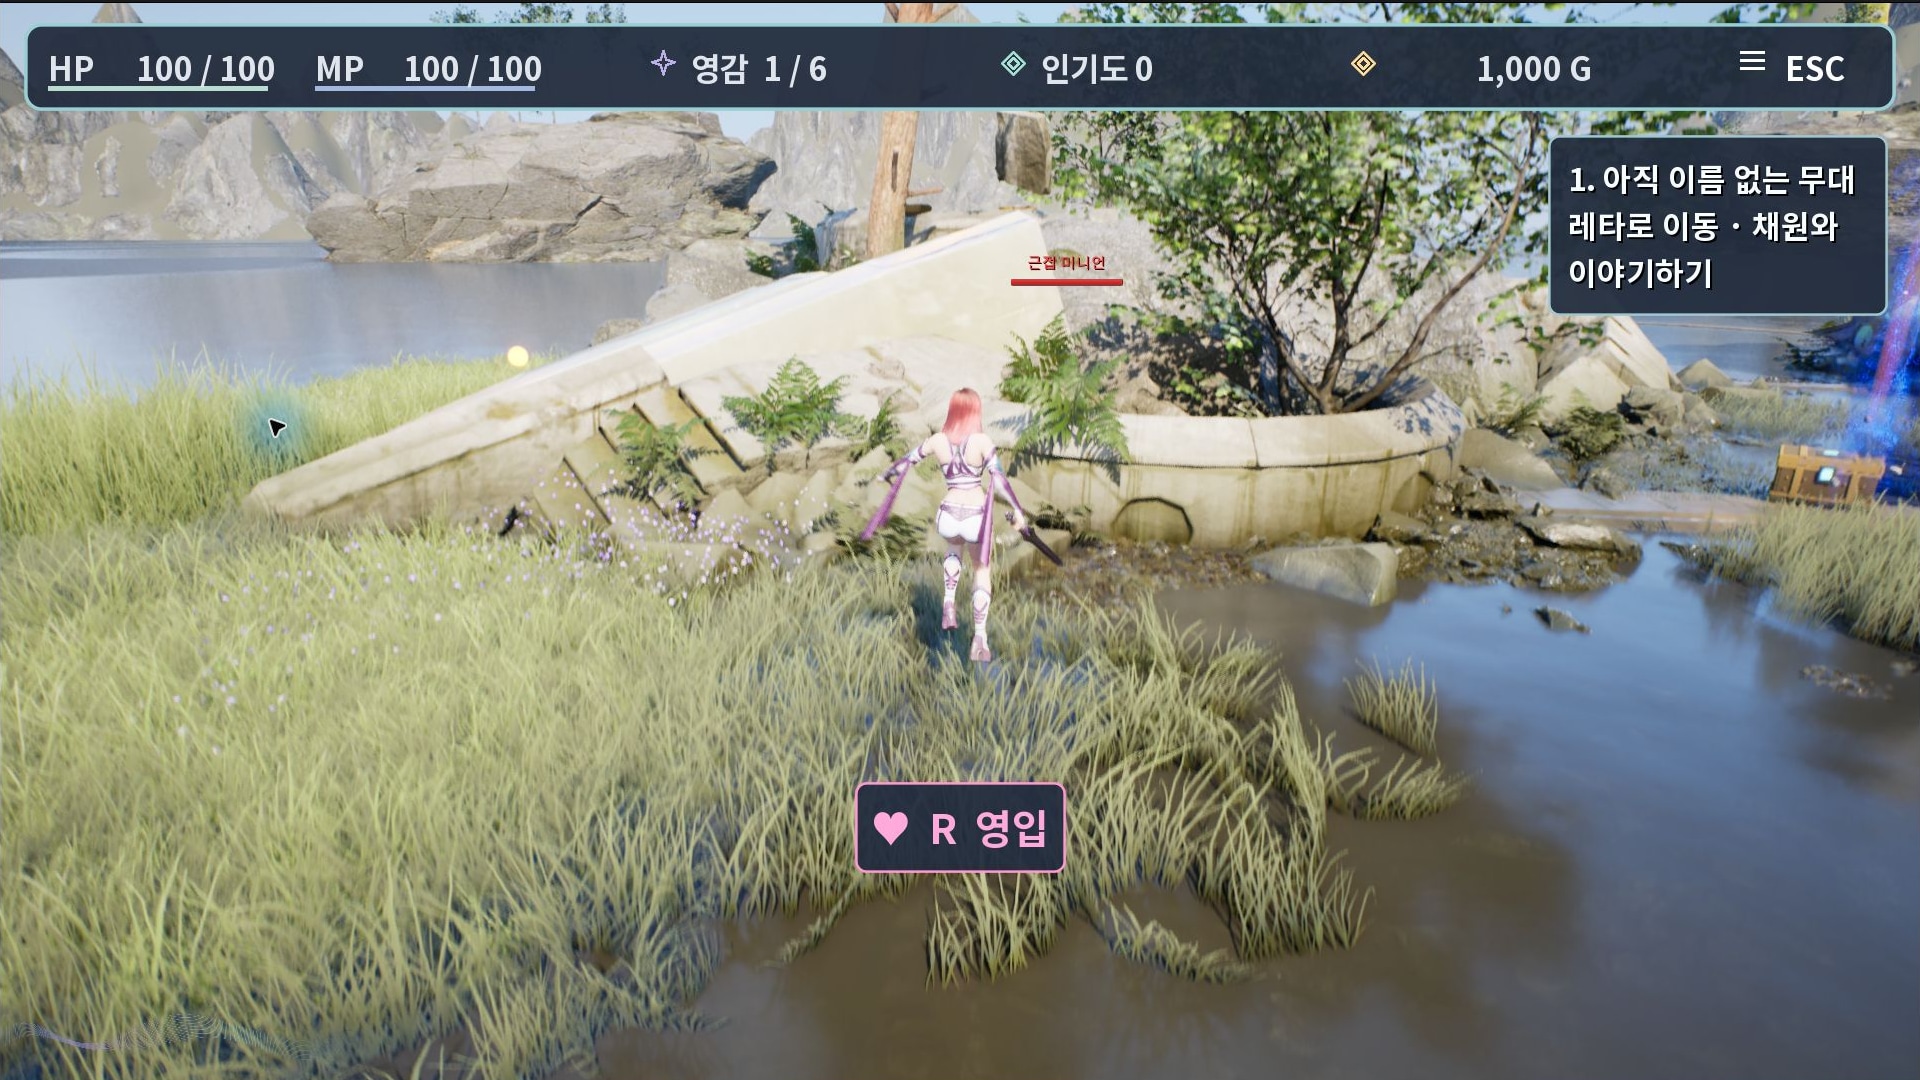 HP 100 / 100 MP 100 / 100 영감 1 / 6 인기도 0 1,000 G ESC
1. 아직 이름 없는 무대
레타로 이동 · 채원와
이야기하기
근접 미니언
R 영입